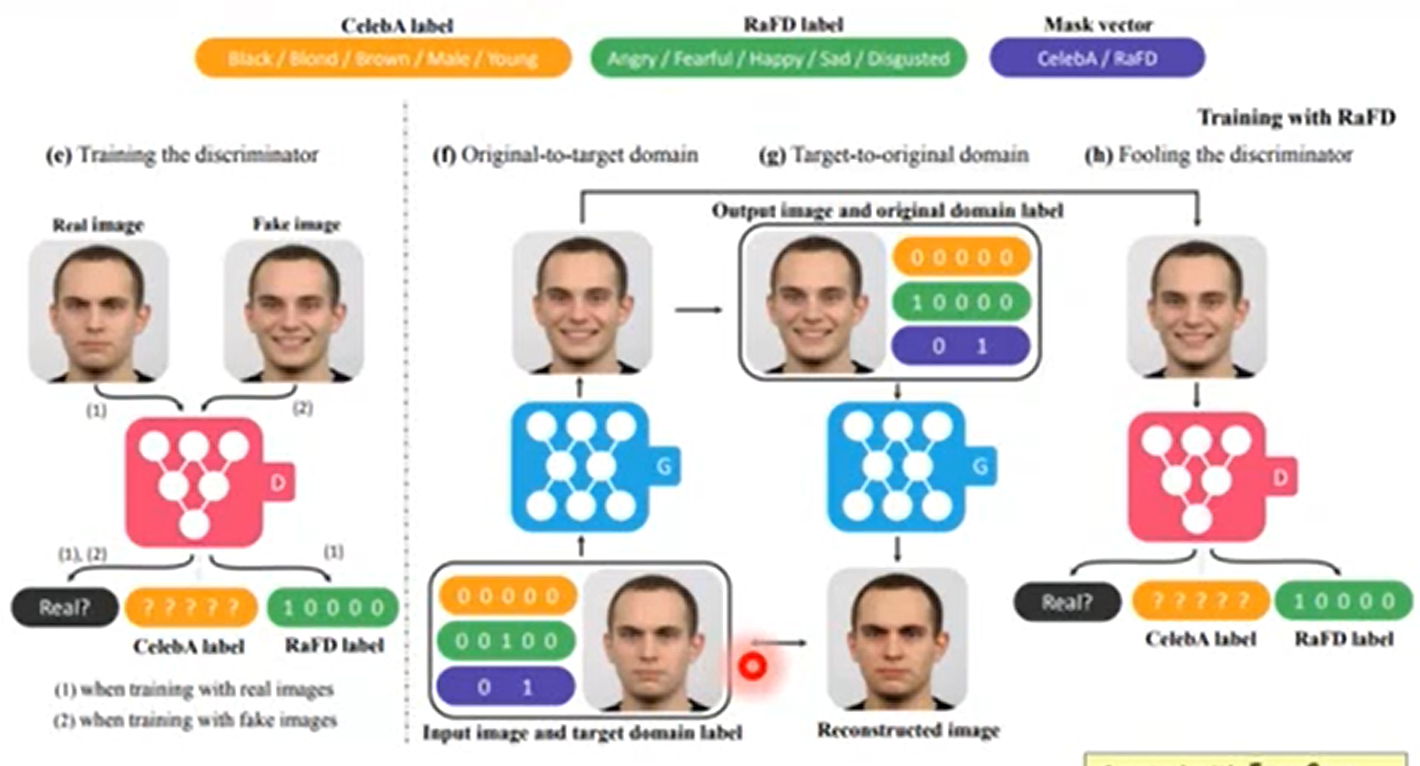 CelebA label
RaFD label
Mask vector
Black / Blond / Brown / Male / Young
Angry / Fearful / Happy / Sad / Disgusted
CelebA / RaFD
Training with RaFD
(e) Training the discriminator
(f) Original-to-target domain
(g) Target-to-original domain
(h) Fooling the discriminator
Real image
Fake image
(1)
(2)
D
(1), (2)
(1)
Real?
? ? ? ? ?
1 0 0 0 0
CelebA label
RaFD label
(1) when training with real images
(2) when training with fake images
Output image and original domain label
0 0 0 0 0
1 0 0 0 0
0 1
G
G
0 0 0 0 0
0 0 1 0 0
0 1
Input image and target domain label
Reconstructed image
D
Real?
? ? ? ? ?
1 0 0 0 0
CelebA label
RaFD label